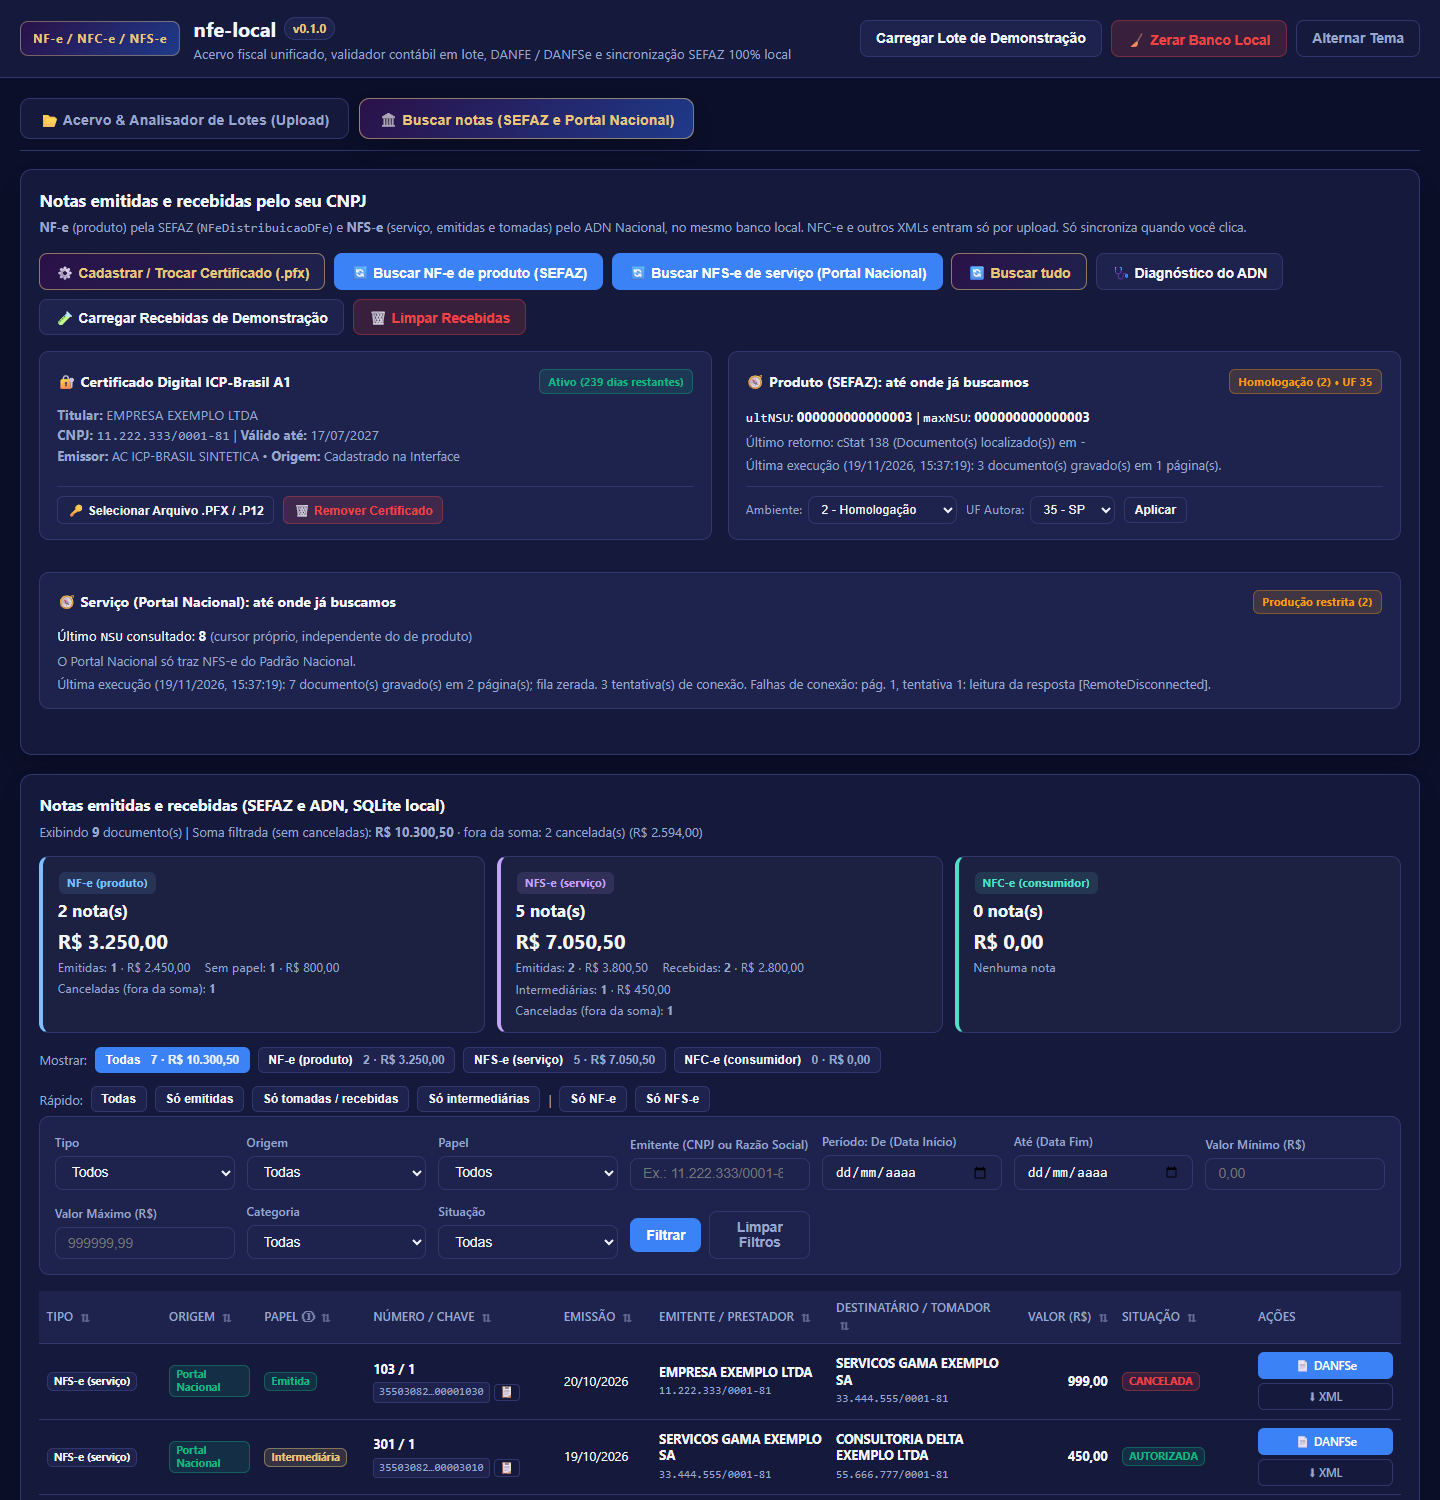 NF-e / NFC-e / NFS-e
nfe-local v0.1.0
Acervo fiscal unificado, validador contábil em lote, DANFE / DANFSe e sincronização SEFAZ 100% local
Carregar Lote de Demonstração
Zerar Banco Local
Alternar Tema
Acervo & Analisador de Lotes (Upload)
Buscar notas (SEFAZ e Portal Nacional)
Notas emitidas e recebidas pelo seu CNPJ
NF-e (produto) pela SEFAZ (NFeDistribuicaoDFe) e NFS-e (serviço, emitidas e tomadas) pelo ADN Nacional, no mesmo banco local. NFC-e e outros XMLs entram só por upload. Só sincroniza quando você clica.
Cadastrar / Trocar Certificado (.pfx)
Buscar NF-e de produto (SEFAZ)
Buscar NFS-e de serviço (Portal Nacional)
Buscar tudo
Diagnóstico do ADN
Carregar Recebidas de Demonstração
Limpar Recebidas
Certificado Digital ICP-Brasil A1
Ativo (239 dias restantes)
Titular: EMPRESA EXEMPLO LTDA
CNPJ: 11.222.333/0001-81 | Válido até: 17/07/2027
Emissor: AC ICP-BRASIL SINTETICA • Origem: Cadastrado na Interface
Selecionar Arquivo .PFX / .P12
Remover Certificado
Produto (SEFAZ): até onde já buscamos
Homologação (2) • UF 35
ultNSU: 000000000000003 | maxNSU: 000000000000003
Último retorno: cStat 138 (Documento(s) localizado(s)) em -
Última execução (19/11/2026, 15:37:19): 3 documento(s) gravado(s) em 1 página(s).
Ambiente: 2 - Homologação UF Autora: 35 - SP Aplicar
Serviço (Portal Nacional): até onde já buscamos
Produção restrita (2)
Último NSU consultado: 8 (cursor próprio, independente do de produto)
O Portal Nacional só traz NFS-e do Padrão Nacional.
Última execução (19/11/2026, 15:37:19): 7 documento(s) gravado(s) em 2 página(s); fila zerada. 3 tentativa(s) de conexão. Falhas de conexão: pág. 1, tentativa 1: leitura da resposta [RemoteDisconnected].
Notas emitidas e recebidas (SEFAZ e ADN, SQLite local)
Exibindo 9 documento(s) | Soma filtrada (sem canceladas): R$ 10.300,50 · fora da soma: 2 cancelada(s) (R$ 2.594,00)
NF-e (produto)
2 nota(s)
R$ 3.250,00
Emitidas: 1 · R$ 2.450,00 Sem papel: 1 · R$ 800,00
Canceladas (fora da soma): 1
NFS-e (serviço)
5 nota(s)
R$ 7.050,50
Emitidas: 2 · R$ 3.800,50 Recebidas: 2 · R$ 2.800,00
Intermediárias: 1 · R$ 450,00
Canceladas (fora da soma): 1
NFC-e (consumidor)
0 nota(s)
R$ 0,00
Nenhuma nota
Mostrar: Todas 7 · R$ 10.300,50 NF-e (produto) 2 · R$ 3.250,00 NFS-e (serviço) 5 · R$ 7.050,50 NFC-e (consumidor) 0 · R$ 0,00
Rápido: Todas Só emitidas Só tomadas / recebidas Só intermediárias | Só NF-e Só NFS-e
Tipo Origem Papel Emitente (CNPJ ou Razão Social) Período: De (Data Início) Até (Data Fim) Valor Mínimo (R$)
Todos Todas Todos Ex.: 11.222.333/0001-8 dd/mm/aaaa dd/mm/aaaa 0,00
Valor Máximo (R$) Categoria Situação
999999,99 Todas Todas Filtrar Limpar Filtros
TIPO ORIGEM PAPEL NÚMERO / CHAVE EMISSÃO EMITENTE / PRESTADOR DESTINATÁRIO / TOMADOR VALOR (R$) SITUAÇÃO AÇÕES
NFS-e (serviço)
Portal Nacional
Emitida
103 / 1
35503082…00001030
20/10/2026
EMPRESA EXEMPLO LTDA
11.222.333/0001-81
SERVICOS GAMA EXEMPLO SA
33.444.555/0001-81
999,00
CANCELADA
DANFSe
⬇ XML
NFS-e (serviço)
Portal Nacional
Intermediária
301 / 1
35503082…00003010
19/10/2026
SERVICOS GAMA EXEMPLO SA
33.444.555/0001-81
CONSULTORIA DELTA EXEMPLO LTDA
55.666.777/0001-81
450,00
AUTORIZADA
DANFSe
⬇ XML